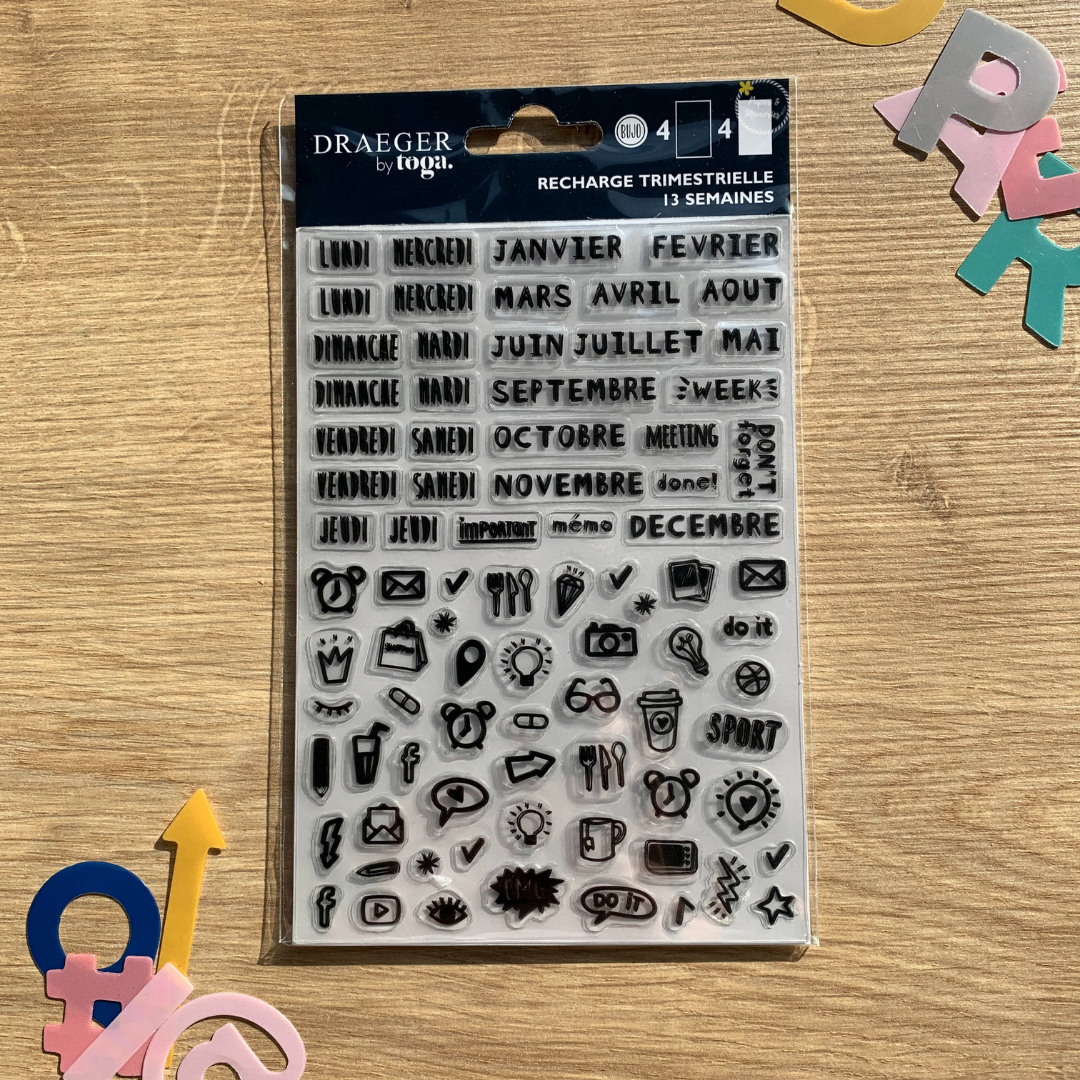 DRAEGER
by toga.
BUJO 4 4
RECHARGE TRIMESTRIELLE
13 SEMAINES
LUNDI MERCREDI JANVIER FEVRIER
LUNDI MERCREDI MARS AVRIL AOUT
DIMANCHE MARDI JUIN JUILLET MAI
DIMANCHE MARDI SEPTEMBRE WEEK
VENDREDI SAMEDI OCTOBRE MEETING
DON'T
forget
VENDREDI SAMEDI NOVEMBRE done!
JEUDI JEUDI important mémo DECEMBRE
do it
SPORT
f
OMG
DO iT
f
P A R K
# / @